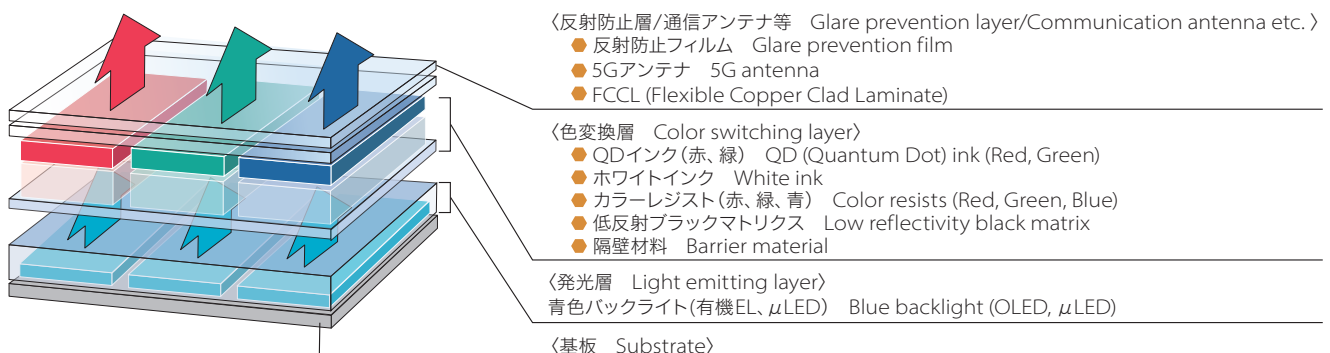 〈反射防止層/通信アンテナ等 Glare prevention layer/Communication antenna etc. 〉
反射防止フィルム Glare prevention film
5Gアンテナ 5G antenna
FCCL (Flexible Copper Clad Laminate)
〈色変換層 Color switching layer〉
QDインク(赤、緑) QD (Quantum Dot) ink (Red, Green)
ホワイトインク White ink
カラーレジスト(赤、緑、青) Color resists (Red, Green, Blue)
低反射ブラックマトリクス Low reflectivity black matrix
隔壁材料 Barrier material
〈発光層 Light emitting layer〉
青色バックライト(有機EL、μLED) Blue backlight (OLED, μLED)
〈基板 Substrate〉